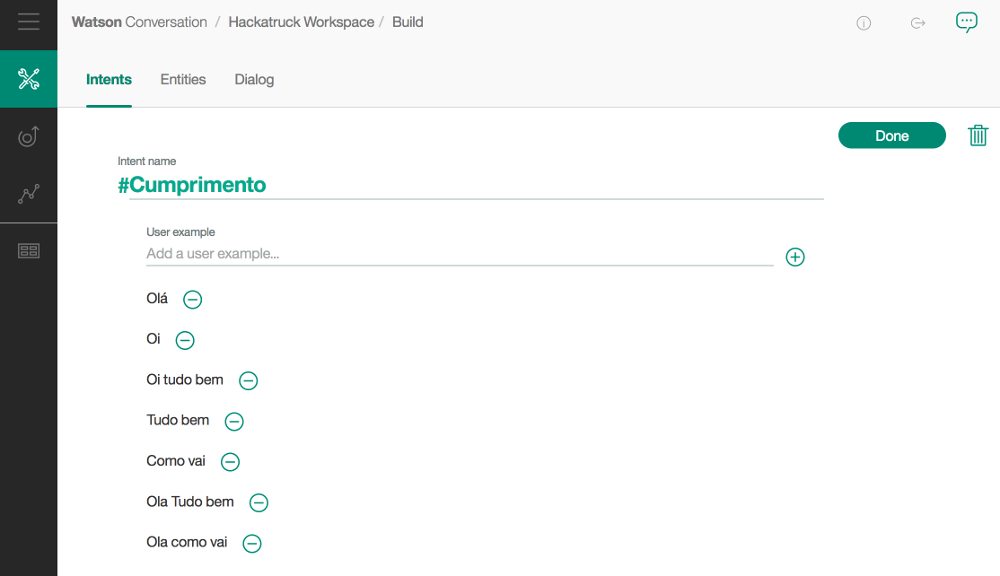 Watson Conversation / Hackatruck Workspace / Build
Intents Entities Dialog
Done
Intent name
#Cumprimento
User example
Add a user example...
Olá
Oi
Oi tudo bem
Tudo bem
Como vai
Ola Tudo bem
Ola como vai